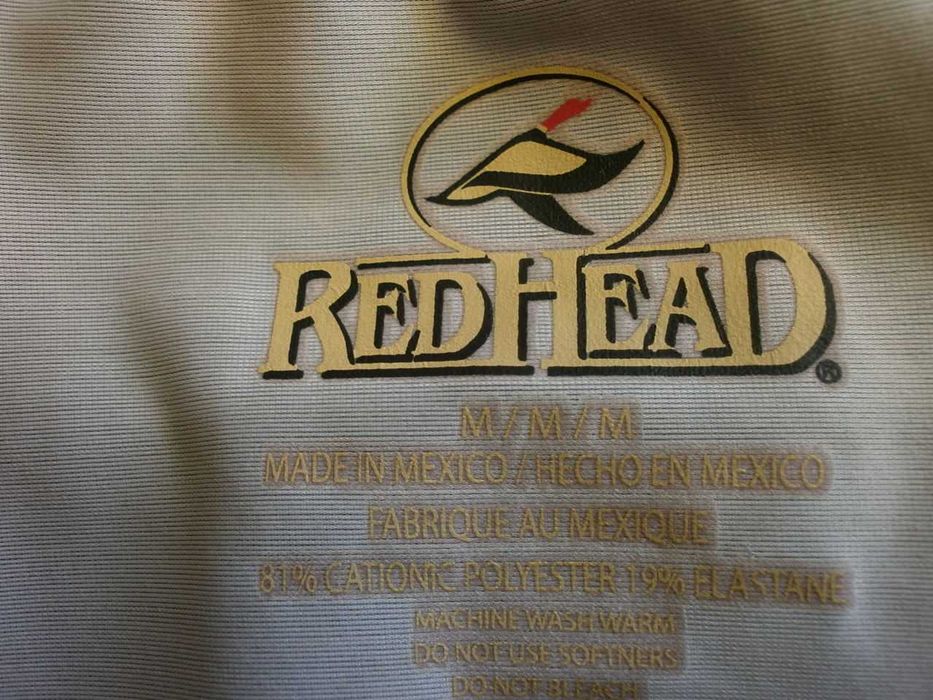 REDHEAD®
M / M / M
MADE IN MEXICO / HECHO EN MEXICO
FABRIQUE AU MEXIQUE
81% CATIONIC POLYESTER 19% ELASTANE
MACHINE WASH WARM
DO NOT USE SOFTNERS
DO NOT BLEACH